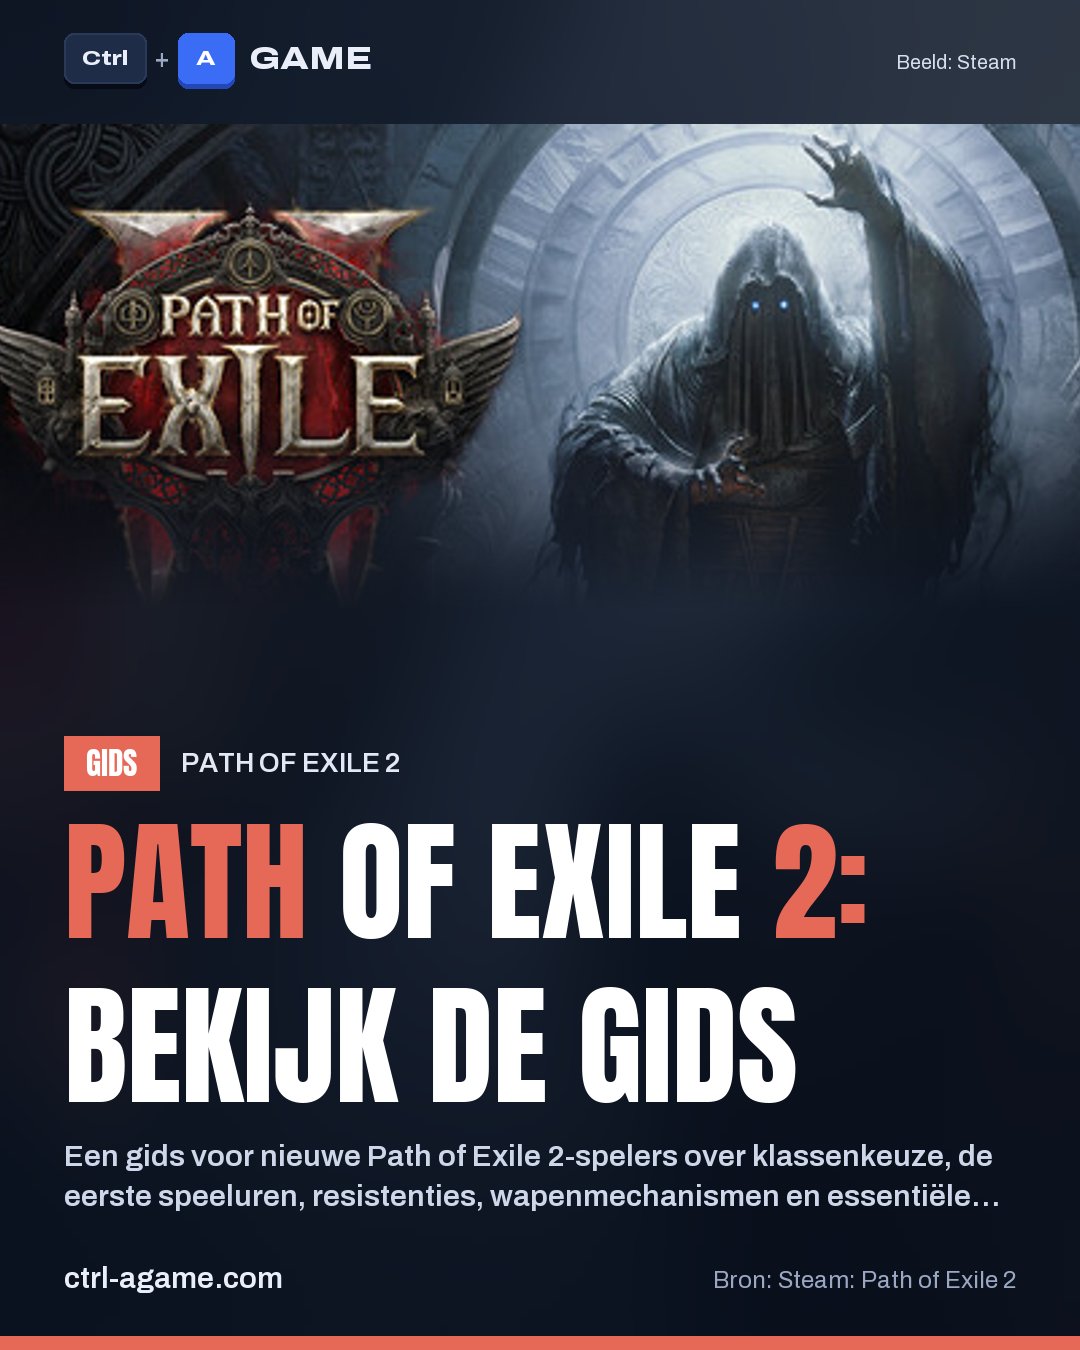 Ctrl + A GAME
Beeld: Steam
PATH OF
EXILE
GIDS PATH OF EXILE 2
PATH OF EXILE 2:
BEKIJK DE GIDS
Een gids voor nieuwe Path of Exile 2-spelers over klassenkeuze, de
eerste speeluren, resistenties, wapenmechanismen en essentiële...
ctrl-agame.com
Bron: Steam: Path of Exile 2